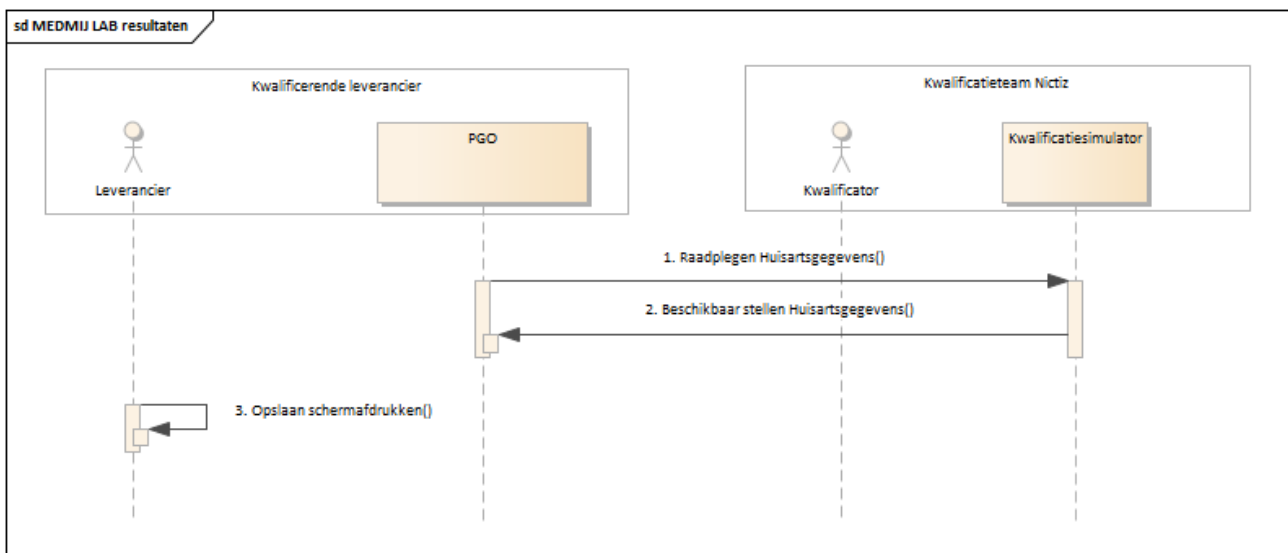 sd MEDMIJ LAB resultaten
Kwalificerende leverancier
Kwalificatieteam Nictiz
PGO
Kwalificatiesimulator
Leverancier
Kwalificator
1. Raadplegen Huisartsgegevens()
2. Beschikbaar stellen Huisartsgegevens()
3. Opslaan schermafdrukken()